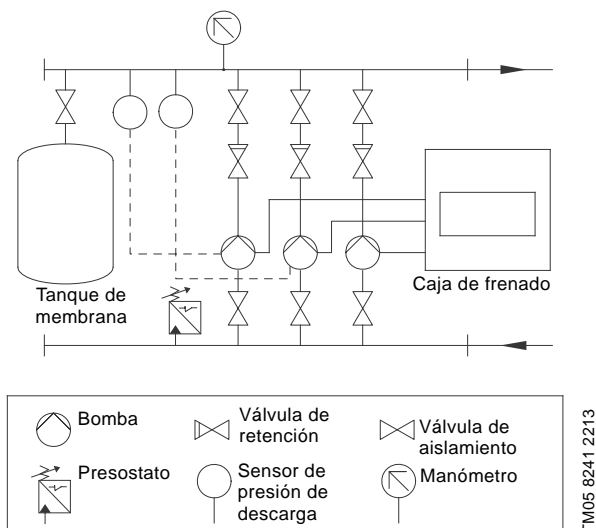 Tanque de
membrana
Caja de frenado
Bomba
Válvula de
retención
Válvula de
aislamiento
Presostato
Sensor de
presión de
descarga
Manómetro
TM05 8241 2213